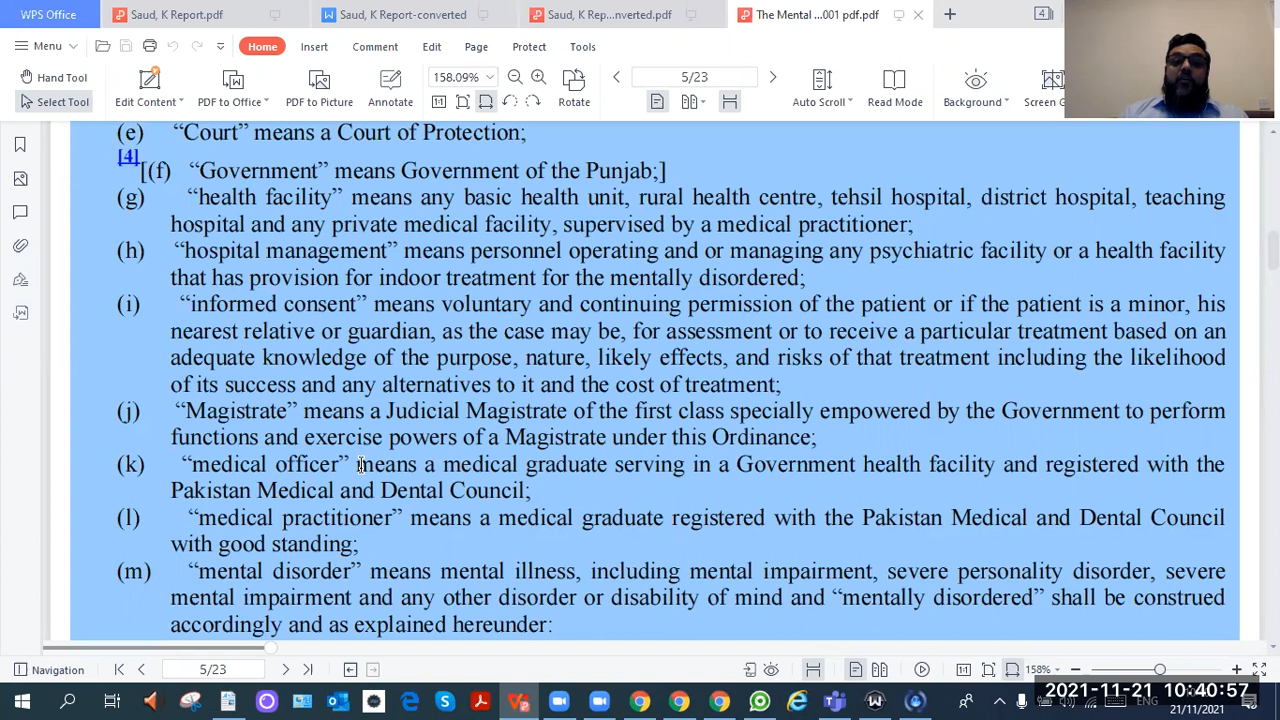 WPS Office
Saud, K Report.pdf
Saud, K Report-converted
Saud, K Rep...nverted.pdf
The Mental ...001 pdf.pdf
4
Menu
Home
Insert
Comment
Edit
Page
Protect
Tools
Hand Tool
Select Tool
Edit Content
PDF to Office
PDF to Picture
Annotate
158.09%
Rotate
5/23
Auto Scroll
Read Mode
Background
Screen G
(e) “Court” means a Court of Protection;
[4]
[(f) “Government” means Government of the Punjab;]
(g) “health facility” means any basic health unit, rural health centre, tehsil hospital, district hospital, teaching
hospital and any private medical facility, supervised by a medical practitioner;
(h) “hospital management” means personnel operating and or managing any psychiatric facility or a health facility
that has provision for indoor treatment for the mentally disordered;
(i) “informed consent” means voluntary and continuing permission of the patient or if the patient is a minor, his
nearest relative or guardian, as the case may be, for assessment or to receive a particular treatment based on an
adequate knowledge of the purpose, nature, likely effects, and risks of that treatment including the likelihood
of its success and any alternatives to it and the cost of treatment;
(j) “Magistrate” means a Judicial Magistrate of the first class specially empowered by the Government to perform
functions and exercise powers of a Magistrate under this Ordinance;
(k) “medical officer” means a medical graduate serving in a Government health facility and registered with the
Pakistan Medical and Dental Council;
(l) “medical practitioner” means a medical graduate registered with the Pakistan Medical and Dental Council
with good standing;
(m) “mental disorder” means mental illness, including mental impairment, severe personality disorder, severe
mental impairment and any other disorder or disability of mind and “mentally disordered” shall be construed
accordingly and as explained hereunder:
Navigation
5/23
158%
2021-11-21 10:40:57
ENG
21/11/2021